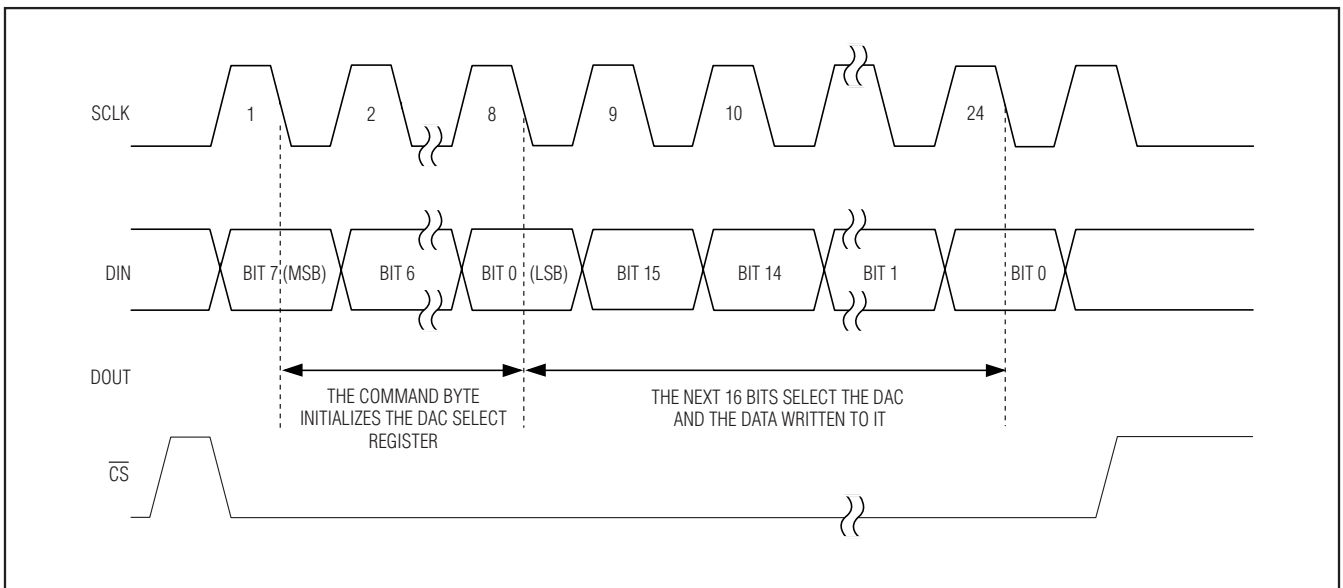 SCLK 1 2 8 9 10 24
DIN BIT 7 (MSB) BIT 6 BIT 0 (LSB) BIT 15 BIT 14 BIT 1 BIT 0
DOUT
THE COMMAND BYTE
INITIALIZES THE DAC SELECT
REGISTER
THE NEXT 16 BITS SELECT THE DAC
AND THE DATA WRITTEN TO IT
CS